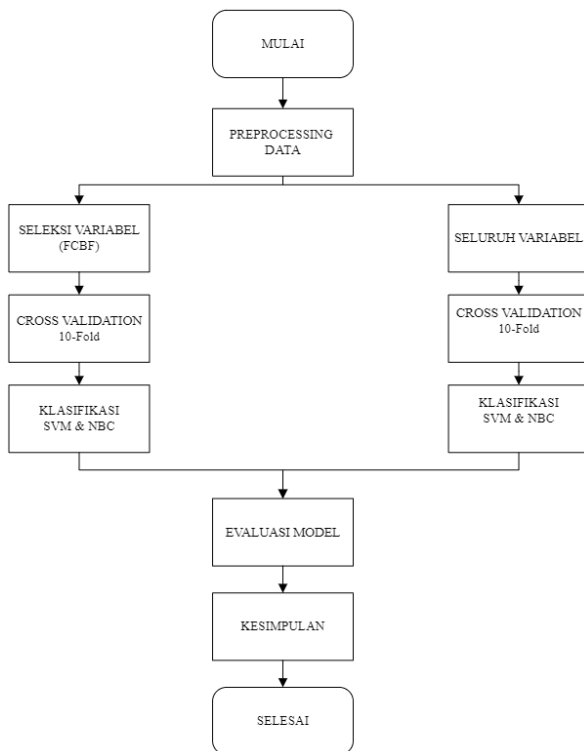 MULAI
PREPROCESSING
DATA
SELEKSI VARIABEL
(FCBF)
CROSS VALIDATION
10-Fold
KLASIFIKASI
SVM & NBC
SELURUH VARIABEL
CROSS VALIDATION
10-Fold
KLASIFIKASI
SVM & NBC
EVALUASI MODEL
KESIMPULAN
SELESAI